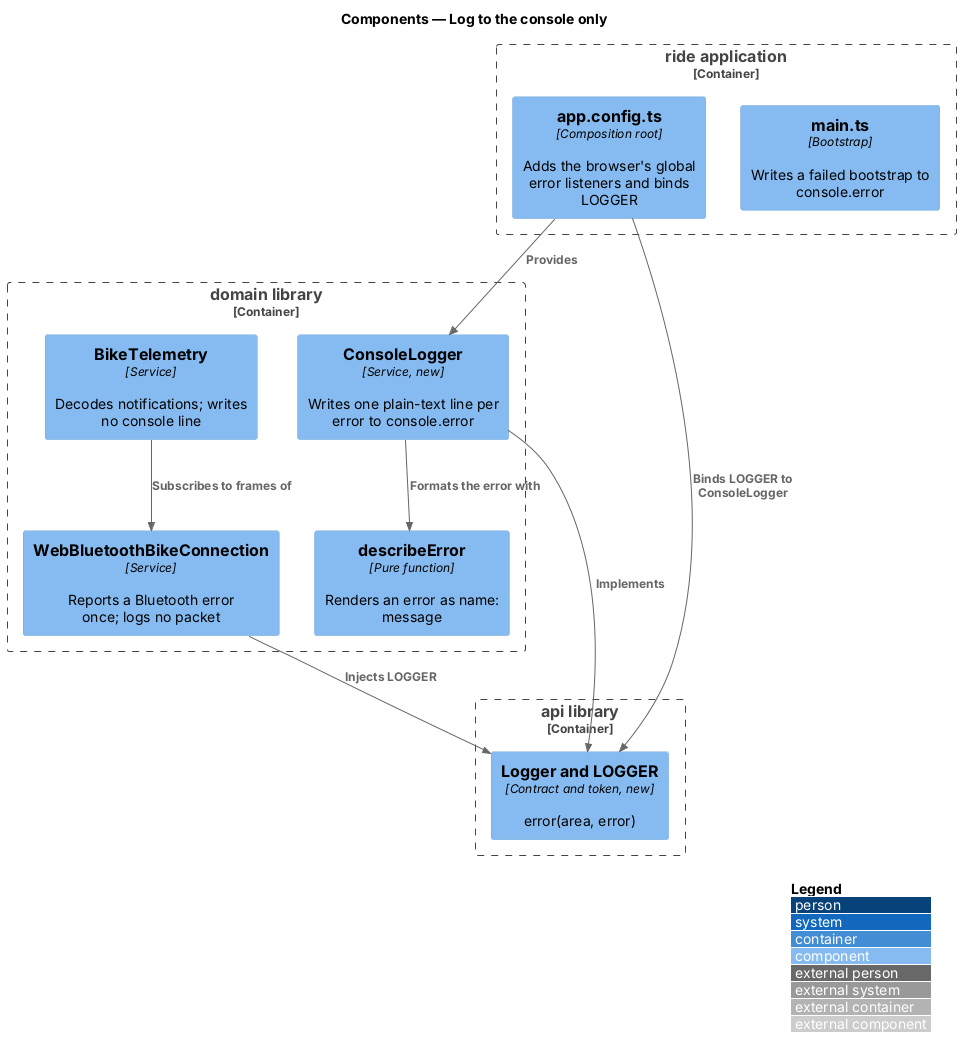 Components — Log to the console only
ride application
[Container]
app.config.ts
[Composition root]
Adds the browser's global
error listeners and binds
LOGGER
main.ts
[Bootstrap]
Writes a failed bootstrap to
console.error
Provides
domain library
[Container]
BikeTelemetry
[Service]
Decodes notifications; writes
no console line
ConsoleLogger
[Service, new]
Writes one plain-text line per
error to console.error
Subscribes to frames of
Formats the error with
Binds LOGGER to
ConsoleLogger
WebBluetoothBikeConnection
[Service]
Reports a Bluetooth error
once; logs no packet
describeError
[Pure function]
Renders an error as name:
message
Implements
Injects LOGGER
api library
[Container]
Logger and LOGGER
[Contract and token, new]
error(area, error)
Legend
person
system
container
component
external person
external system
external container
external component